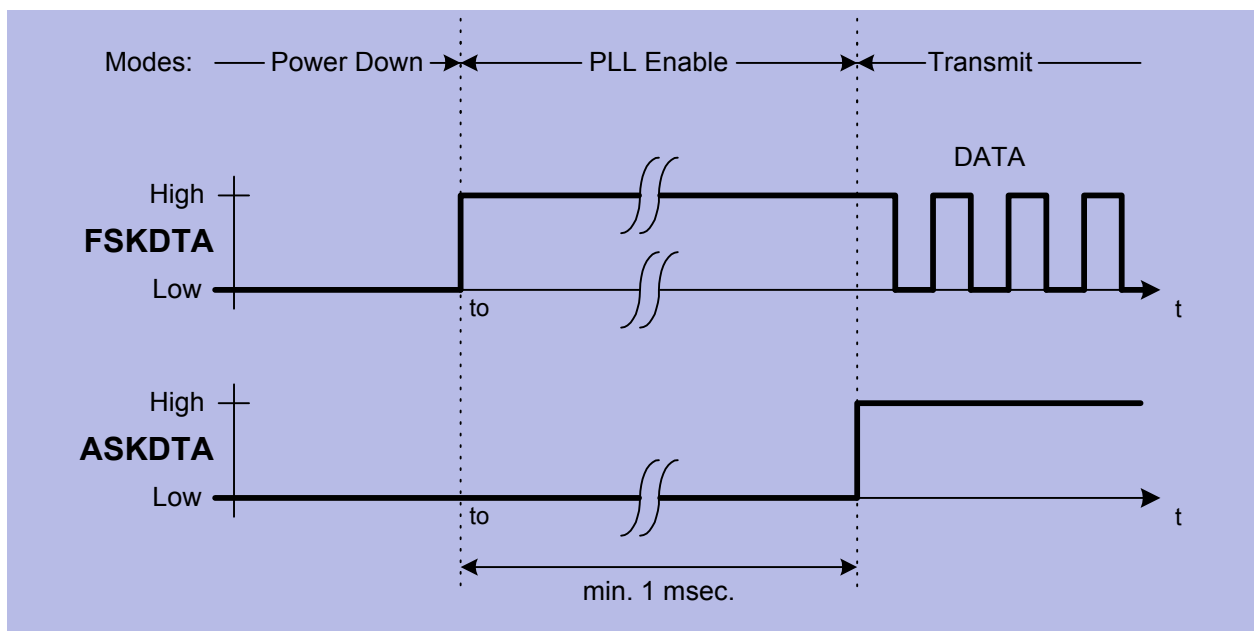 Modes: Power Down PLL Enable Transmit
DATA
High
FSKDTA
Low
to
t
High
ASKDTA
Low
to
t
min. 1 msec.